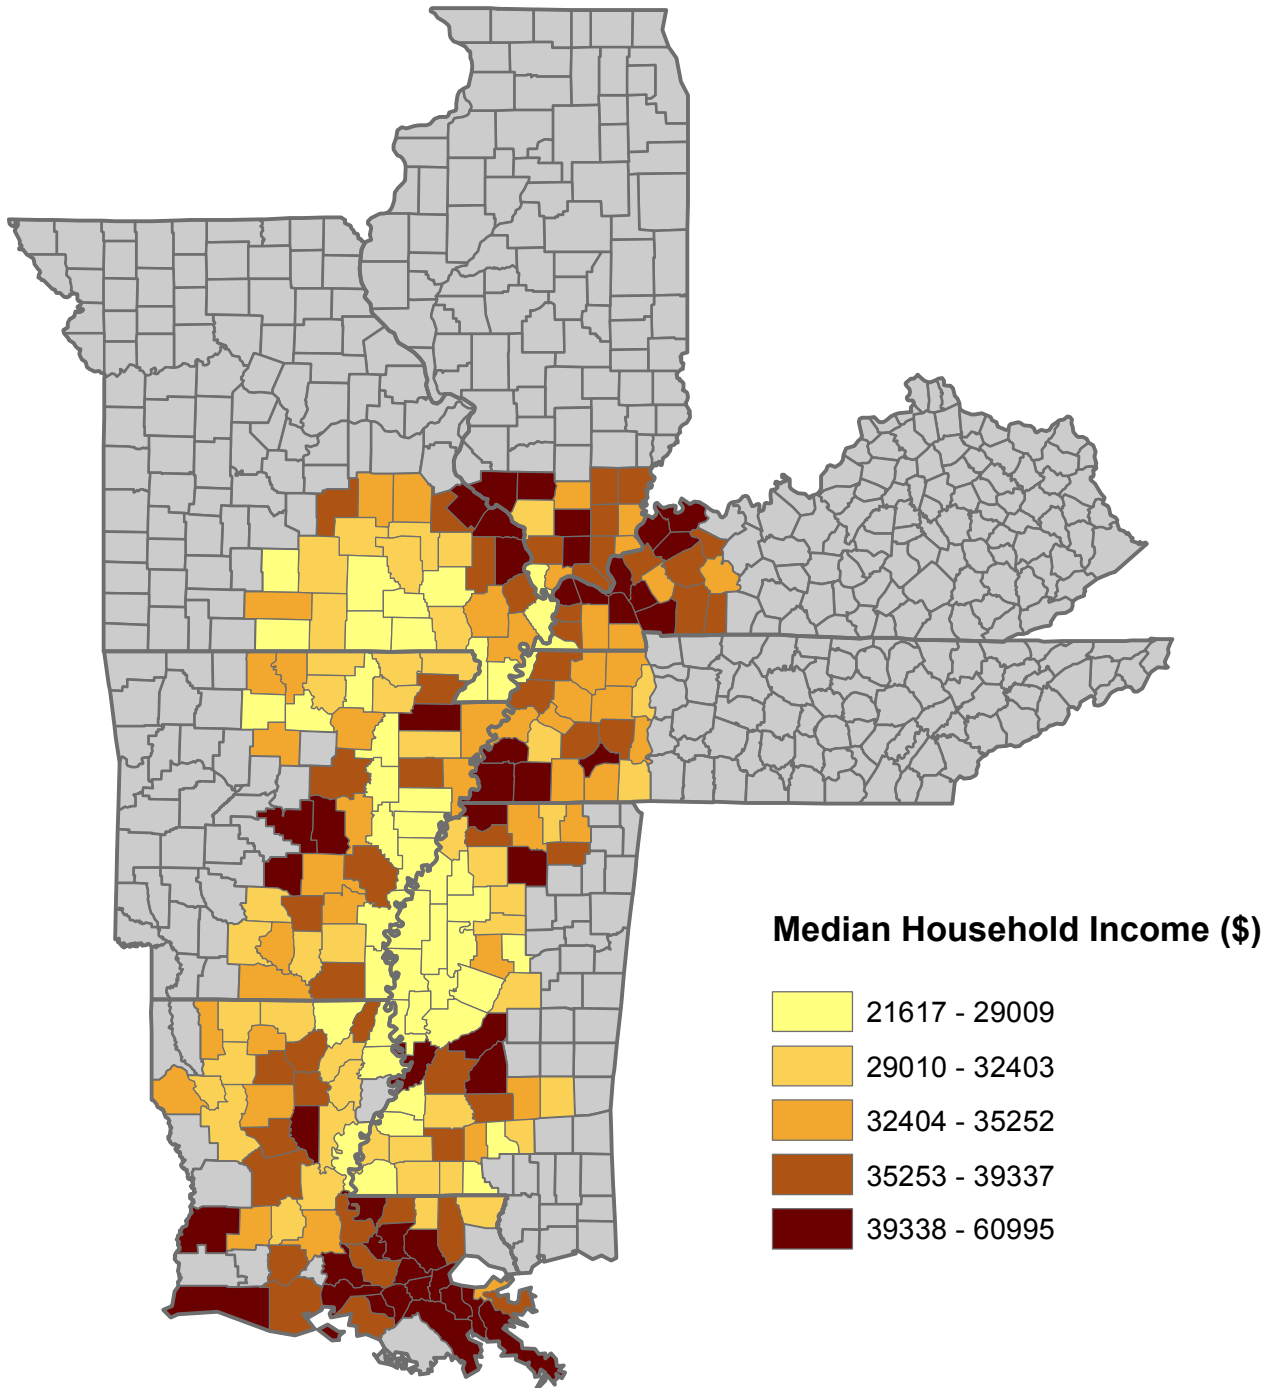 Median Household Income ($)
21617 - 29009
29010 - 32403
32404 - 35252
35253 - 39337
39338 - 60995